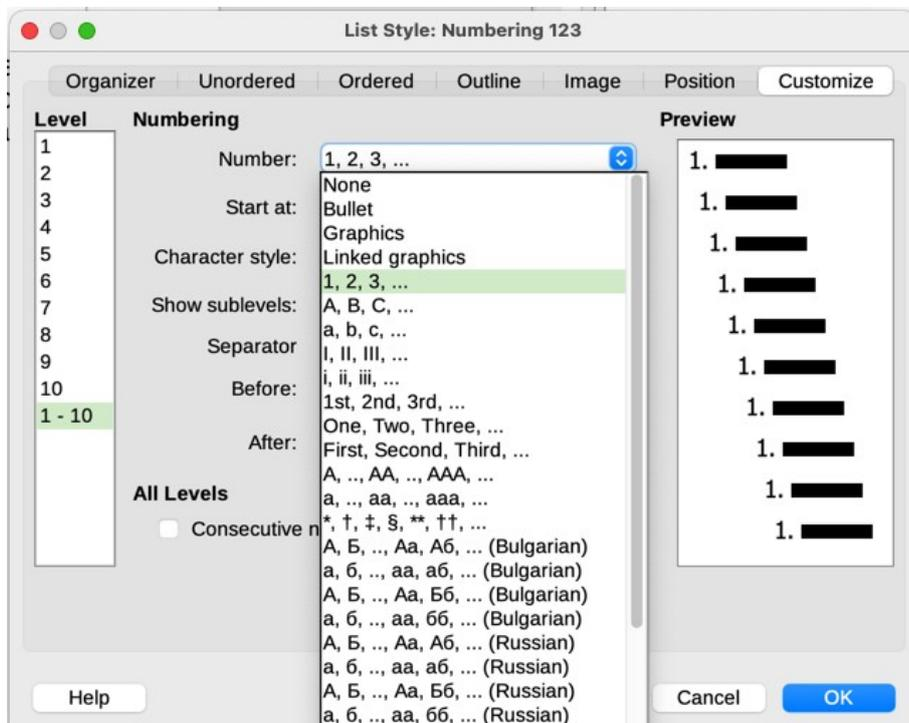 List Style: Numbering 123
Organizer Unordered Ordered Outline Image Position Customize
Level
1
2
3
4
5
6
7
8
9
10
1 - 10
Numbering
Number: 1, 2, 3, ...
Start at:
Character style:
Show sublevels:
Separator
Before:
After:
All Levels
Consecutive n
None
Bullet
Graphics
Linked graphics
1, 2, 3, ...
A, B, C, ...
a, b, c, ...
I, II, III, ...
i, ii, iii, ...
1st, 2nd, 3rd, ...
One, Two, Three, ...
First, Second, Third, ...
A, .., AA, .., AAA, ...
a, .., aa, .., aaa, ...
*, †, ‡, §, **, ††, ...
А, Б, .., Аа, Аб, ... (Bulgarian)
а, б, .., аа, аб, ... (Bulgarian)
А, Б, .., Аа, Бб, ... (Bulgarian)
а, б, .., аа, бб, ... (Bulgarian)
А, Б, .., Аа, Аб, ... (Russian)
а, б, .., аа, аб, ... (Russian)
А, Б, .., Аа, Бб, ... (Russian)
а, б, .., аа, бб, ... (Russian)
Preview
1.
1.
1.
1.
1.
1.
1.
1.
1.
1.
Help Cancel OK